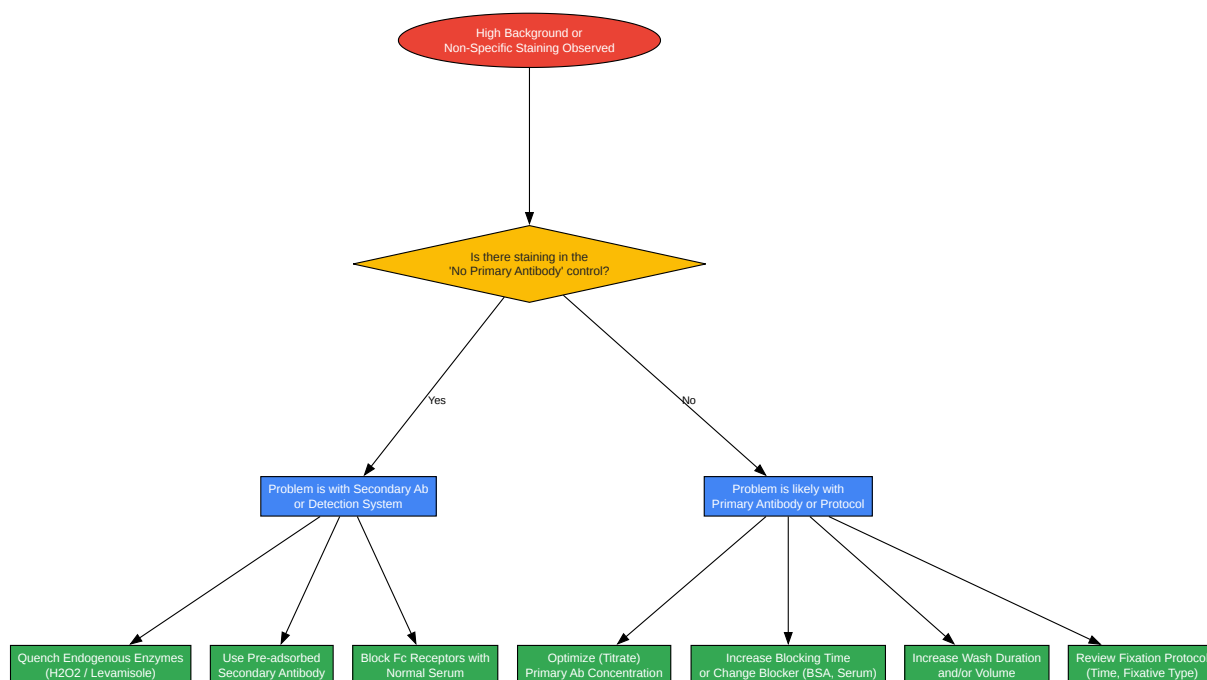 High Background or
Non-Specific Staining Observed
Is there staining in the
'No Primary Antibody' control?
Yes
No
Problem is with Secondary Ab
or Detection System
Problem is likely with
Primary Antibody or Protocol
Quench Endogenous Enzymes
(H2O2 / Levamisole)
Use Pre-adsorbed
Secondary Antibody
Block Fc Receptors with
Normal Serum
Optimize (Titrate)
Primary Ab Concentration
Increase Blocking Time
or Change Blocker (BSA, Serum)
Increase Wash Duration
and/or Volume
Review Fixation Protocol
(Time, Fixative Type)